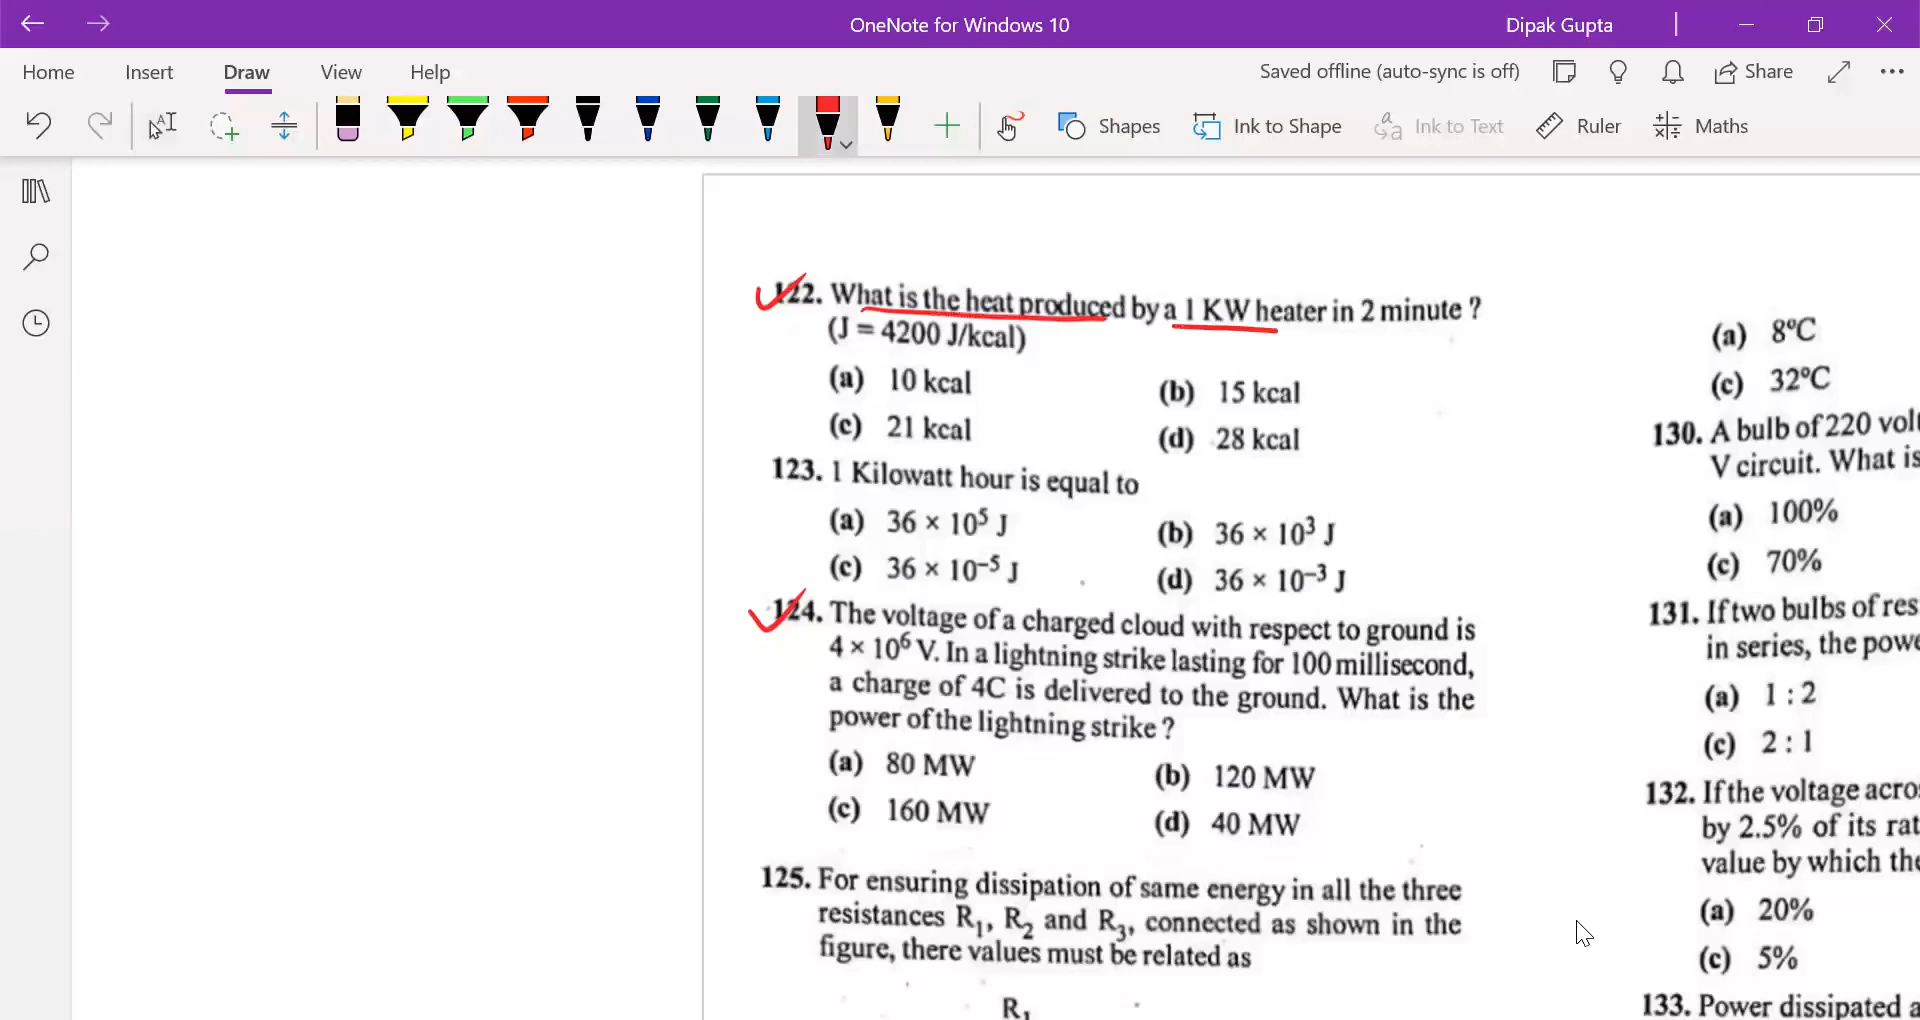 OneNote for Windows 10
Dipak Gupta
Home Insert Draw View Help
Saved offline (auto-sync is off)
Share
Shapes Ink to Shape Ink to Text Ruler Maths
122. What is the heat produced by a 1 KW heater in 2 minute ?
(J = 4200 J/kcal)
(a) 10 kcal (b) 15 kcal
(c) 21 kcal (d) 28 kcal
123. 1 Kilowatt hour is equal to
(a) 36 × 10⁵ J (b) 36 × 10³ J
(c) 36 × 10⁻⁵ J (d) 36 × 10⁻³ J
124. The voltage of a charged cloud with respect to ground is
4 × 10⁶ V. In a lightning strike lasting for 100 millisecond,
a charge of 4C is delivered to the ground. What is the
power of the lightning strike ?
(a) 80 MW (b) 120 MW
(c) 160 MW (d) 40 MW
125. For ensuring dissipation of same energy in all the three
resistances R₁, R₂ and R₃, connected as shown in the
figure, there values must be related as
R₁
(a) 8°C
(c) 32°C
130. A bulb of 220 vol
V circuit. What is
(a) 100%
(c) 70%
131. If two bulbs of res
in series, the powe
(a) 1 : 2
(c) 2 : 1
132. If the voltage acro
by 2.5% of its rat
value by which the
(a) 20%
(c) 5%
133. Power dissipated a